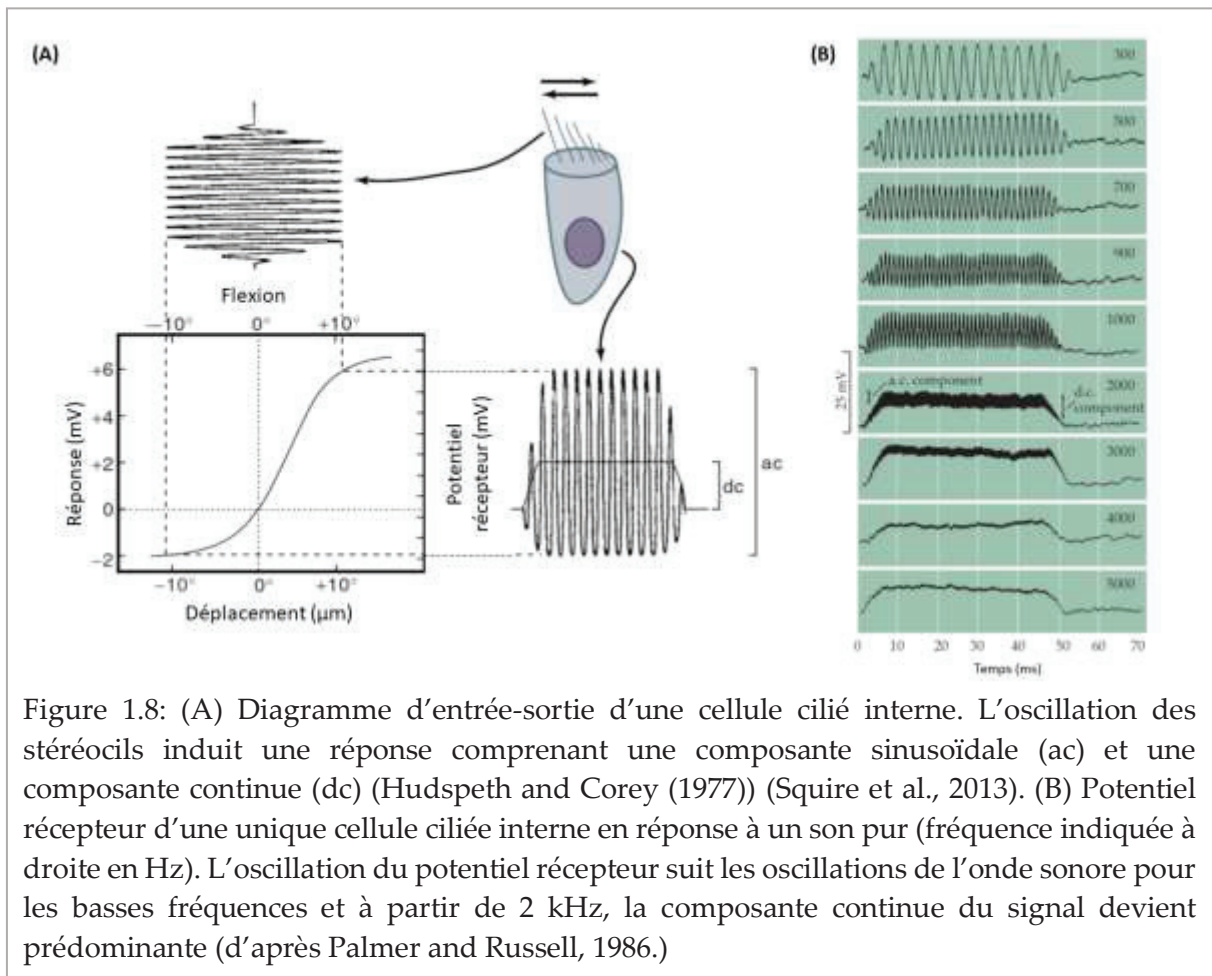 (A)
(B)
Flexion
−10° 0° +10°
+6
+4
+2
0
−2
Réponse (mV)
−10° 0° +10°
Déplacement (μm)
Potentiel
récepteur (mV)
dc
ac
300
500
700
900
1000
2000
3000
4000
5000
a.c. component
d.c.
component
25 mV
0 10 20 30 40 50 60 70
Temps (ms)
Figure 1.8: (A) Diagramme d'entrée-sortie d'une cellule cilié interne. L'oscillation des
stéréocils induit une réponse comprenant une composante sinusoïdale (ac) et une
composante continue (dc) (Hudspeth and Corey (1977)) (Squire et al., 2013). (B) Potentiel
récepteur d'une unique cellule ciliée interne en réponse à un son pur (fréquence indiquée à
droite en Hz). L'oscillation du potentiel récepteur suit les oscillations de l'onde sonore pour
les basses fréquences et à partir de 2 kHz, la composante continue du signal devient
prédominante (d'après Palmer and Russell, 1986.)